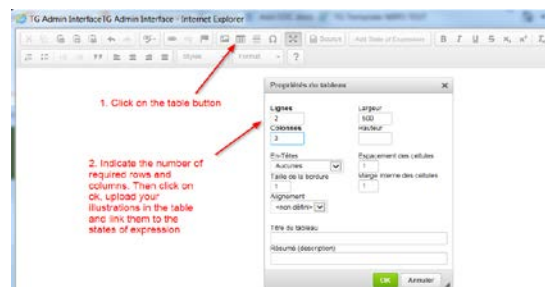 TG Admin InterfaceTG Admin Interface - Internet Explorer
Source
Add State of Expression
B I U S x, x² Ix
Styles
Format
?
1. Click on the table button
Propriétés du tableau
Lignes
Largeur
2
500
Colonnes
Hauteur
3
En-Têtes
Espacement des cellules
Aucunes
1
Taille de la bordure
Marge interne des cellules
1
1
Alignement
<non défini>
Titre du tableau
Résumé (description)
OK
Annuler
2. Indicate the number of
required rows and
columns. Then click on
ok, upload your
illustrations in the table
and link them to the
states of expression